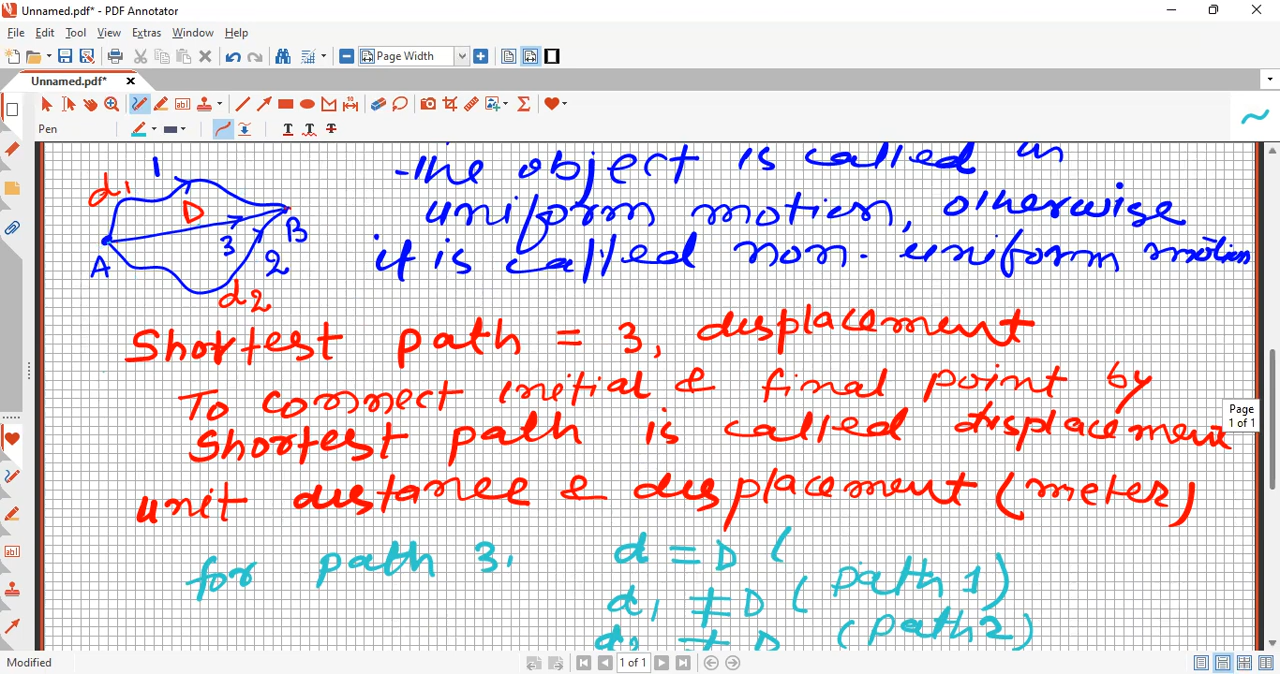 Unnamed.pdf* - PDF Annotator
File Edit Tool View Extras Window Help
Page Width
Unnamed.pdf*
Pen
-The object is called in
uniform motion, otherwise
it is called non. uniform motion
1
d1
D
A
3
B
2
d2
Shortest path = 3, displacement
To connect initial & final point by
shortest path is called displacement
unit distance & displacement (meter)
for path 3, d = D (
d1 ≠ D (path 1)
d2 ≠ D (path 2)
Page
1 of 1
Modified
1 of 1